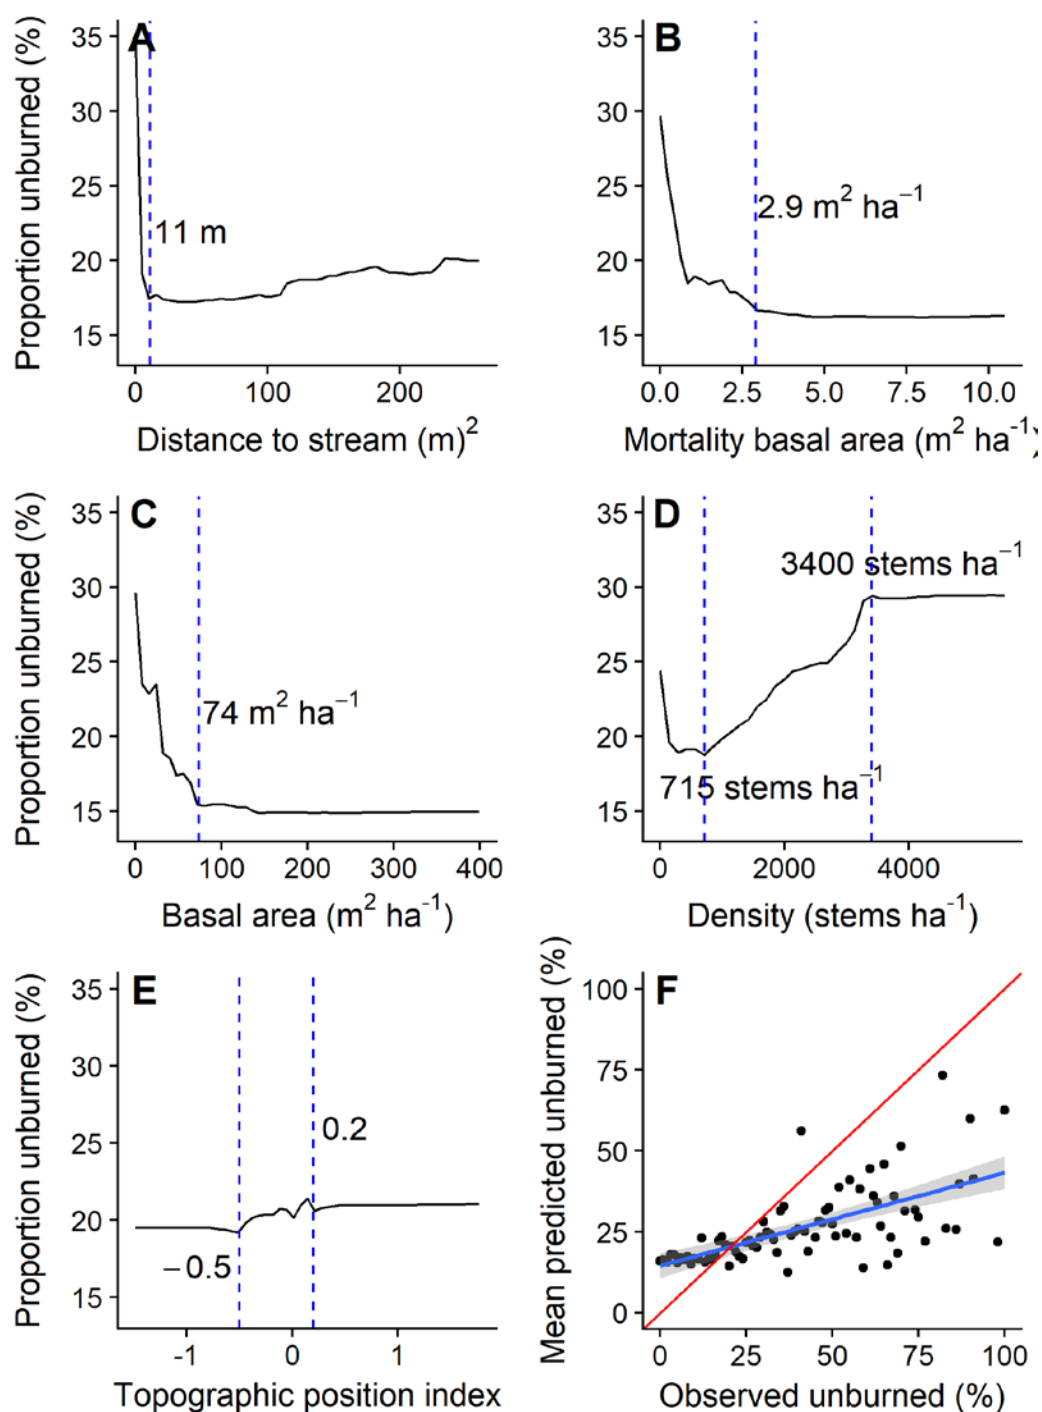 A
Proportion unburned (%)
35
30
25
20
15
11 m
0
100
200
Distance to stream (m)²
B
35
30
25
20
15
2.9 m² ha⁻¹
0.0
2.5
5.0
7.5
10.0
Mortality basal area (m² ha⁻¹)
C
Proportion unburned (%)
35
30
25
20
15
74 m² ha⁻¹
0
100
200
300
400
Basal area (m² ha⁻¹)
D
35
30
25
20
15
3400 stems ha⁻¹
715 stems ha⁻¹
0
2000
4000
Density (stems ha⁻¹)
E
Proportion unburned (%)
35
30
25
20
15
0.2
−0.5
-1
0
1
Topographic position index
F
Mean predicted unburned (%)
100
75
50
25
0
0
25
50
75
100
Observed unburned (%)